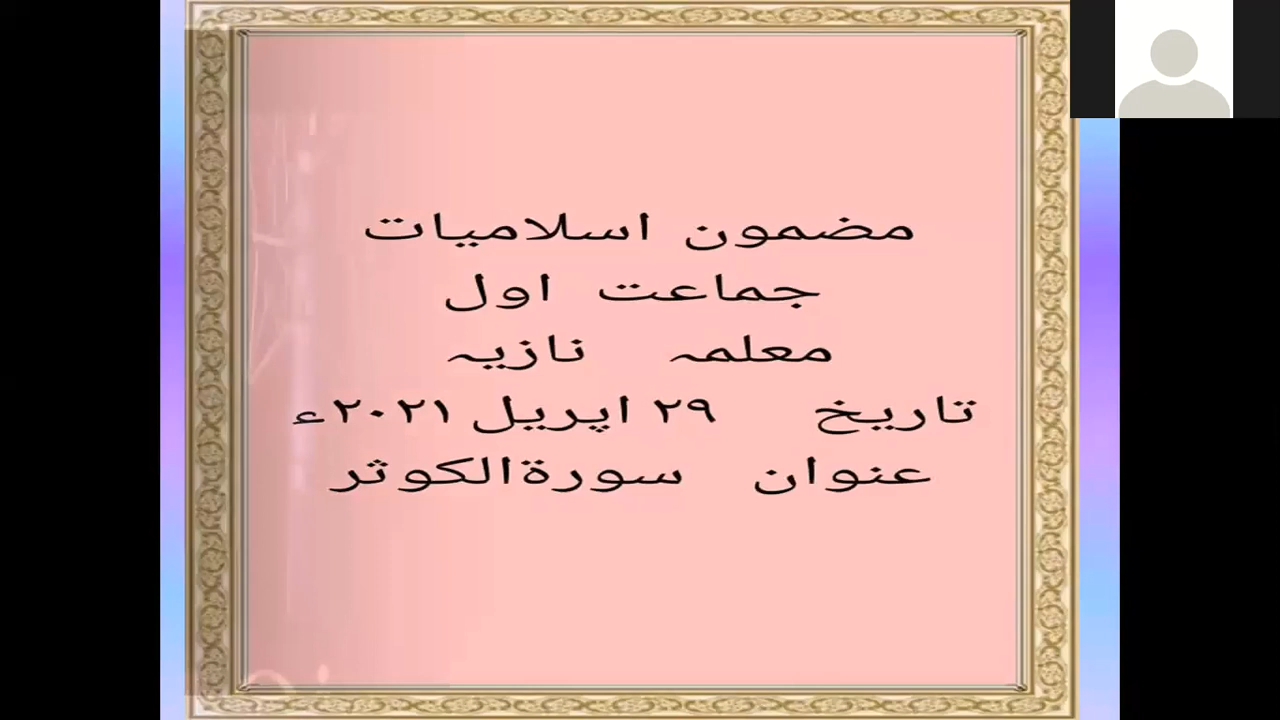 مضمون اسلامیات
جماعت اول
معلمہ نازیہ
تاریخ ۲۹ اپریل ۲۰۲۱ء
عنوان سورۃالکوثر